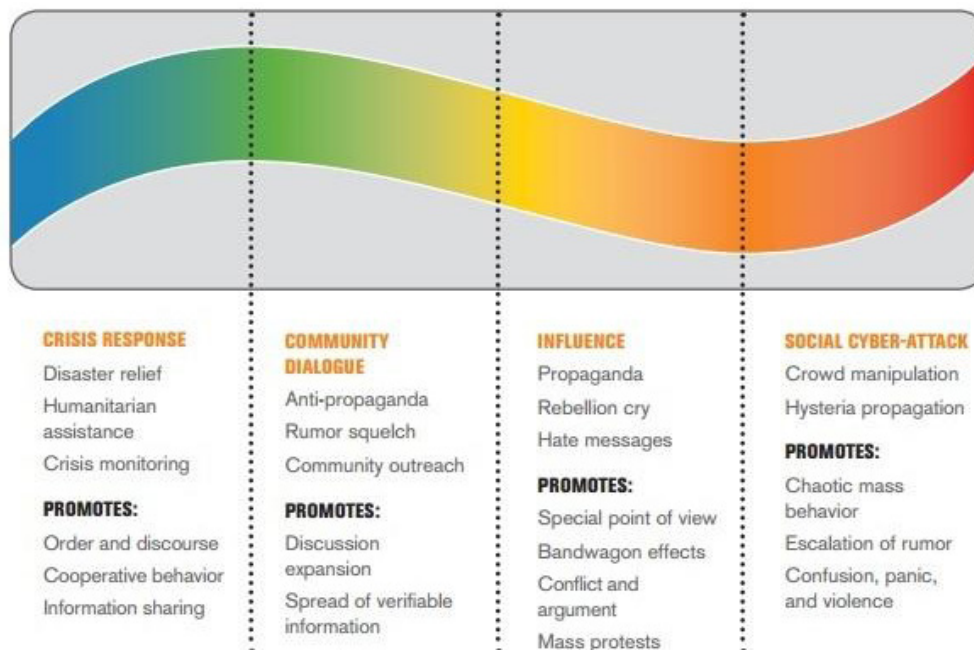 CRISIS RESPONSE
Disaster relief
Humanitarian
assistance
Crisis monitoring
PROMOTES:
Order and discourse
Cooperative behavior
Information sharing
COMMUNITY
DIALOGUE
Anti-propaganda
Rumor squelch
Community outreach
PROMOTES:
Discussion
expansion
Spread of verifiable
information
INFLUENCE
Propaganda
Rebellion cry
Hate messages
PROMOTES:
Special point of view
Bandwagon effects
Conflict and
argument
Mass protests
SOCIAL CYBER-ATTACK
Crowd manipulation
Hysteria propagation
PROMOTES:
Chaotic mass
behavior
Escalation of rumor
Confusion, panic,
and violence